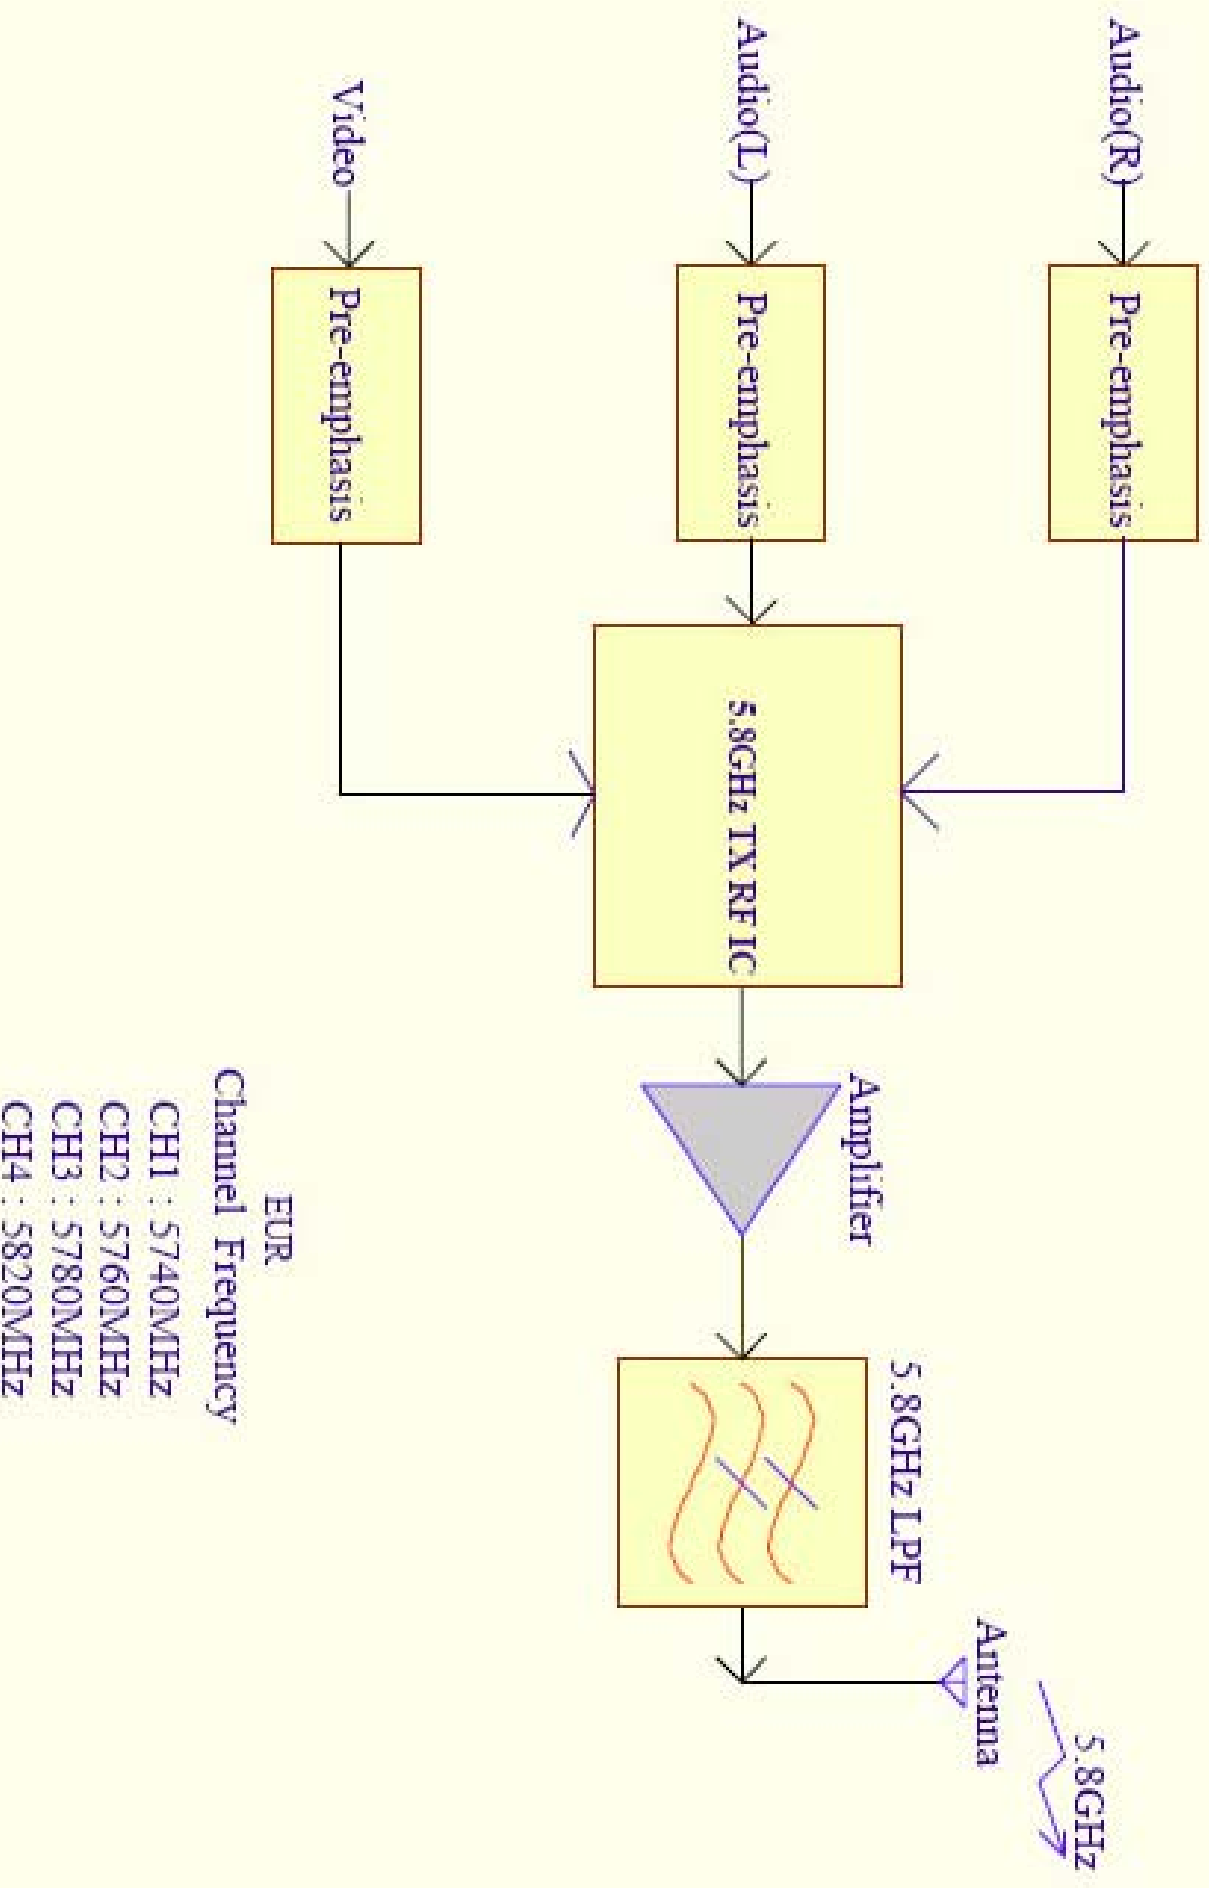 5.8GHz
Antenna
Audio(R)
Pre-emphasis
5.8GHz LPF
Amplifier
Audio(L)
Pre-emphasis
5.8GHz TX RF IC
Video
Pre-emphasis
EUR
Channel Frequency
CH1 : 5740MHz
CH2 : 5760MHz
CH3 : 5780MHz
CH4 : 5820MHz